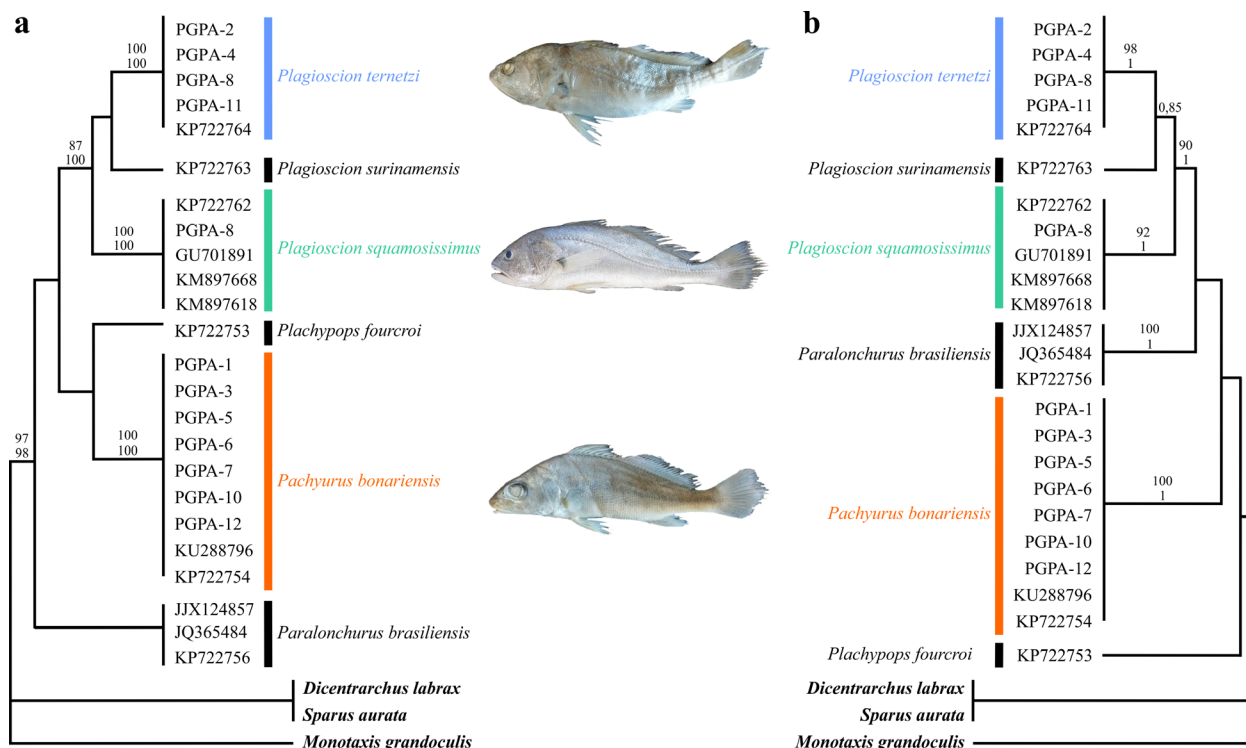 a
PGPA-2
PGPA-4
PGPA-8
PGPA-11
KP722764
100
100
Plagioscion ternetzi
KP722763
Plagioscion surinamensis
87
100
KP722762
PGPA-8
GU701891
KM897668
KM897618
100
100
Plagioscion squamosissimus
KP722753
Plachypops fourcroi
PGPA-1
PGPA-3
PGPA-5
PGPA-6
PGPA-7
PGPA-10
PGPA-12
KU288796
KP722754
100
100
Pachyurus bonariensis
97
98
JJX124857
JQ365484
KP722756
Paralonchurus brasiliensis
Dicentrarchus labrax
Sparus aurata
Monotaxis grandoculis
b
PGPA-2
PGPA-4
PGPA-8
PGPA-11
KP722764
Plagioscion ternetzi
98
1
0,85
KP722763
Plagioscion surinamensis
90
1
KP722762
PGPA-8
GU701891
KM897668
KM897618
Plagioscion squamosissimus
92
1
JJX124857
JQ365484
KP722756
Paralonchurus brasiliensis
100
1
PGPA-1
PGPA-3
PGPA-5
PGPA-6
PGPA-7
PGPA-10
PGPA-12
KU288796
KP722754
Pachyurus bonariensis
100
1
Plachypops fourcroi
KP722753
Dicentrarchus labrax
Sparus aurata
Monotaxis grandoculis